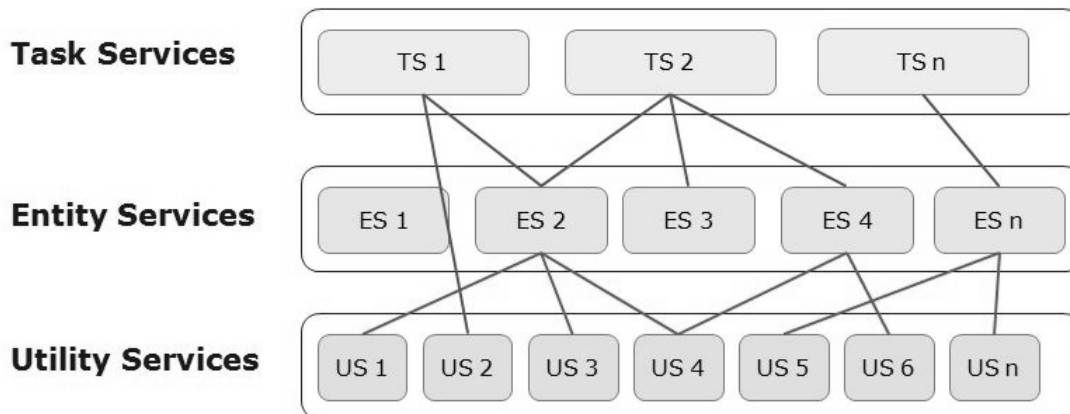 Task Services
TS 1
TS 2
TS n
Entity Services
ES 1
ES 2
ES 3
ES 4
ES n
Utility Services
US 1
US 2
US 3
US 4
US 5
US 6
US n